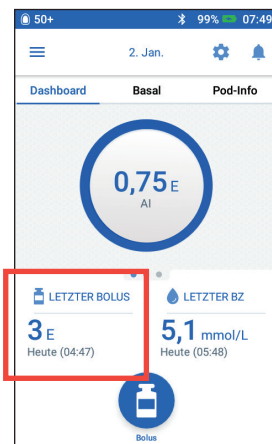 50+ 99% 07:49
2. Jan.
Dashboard Basal Pod-Info
0,75 E
AI
LETZTER BOLUS LETZTER BZ
3 E 5,1 mmol/L
Heute (04:47) Heute (05:48)
Bolus